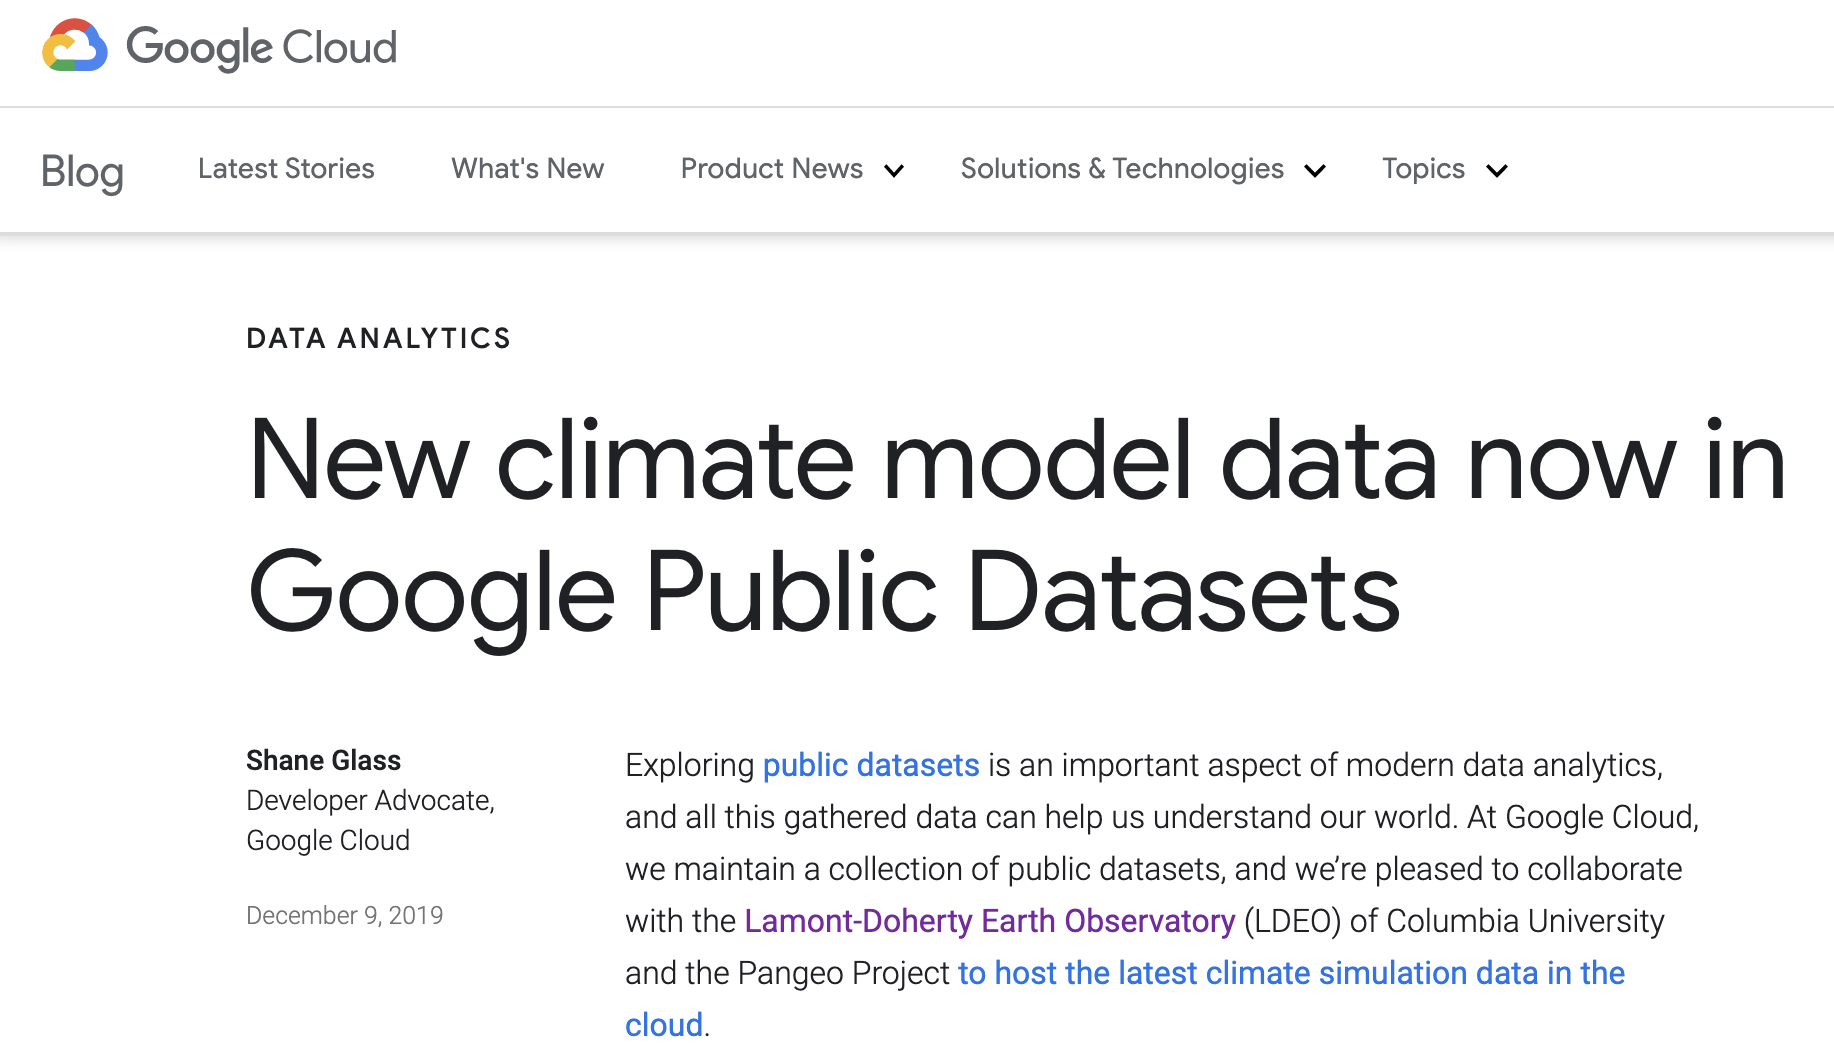 Google Cloud
Blog Latest Stories What's New Product News Solutions & Technologies Topics
DATA ANALYTICS
New climate model data now in
Google Public Datasets
Shane Glass
Developer Advocate,
Google Cloud
December 9, 2019
Exploring public datasets is an important aspect of modern data analytics,
and all this gathered data can help us understand our world. At Google Cloud,
we maintain a collection of public datasets, and we’re pleased to collaborate
with the Lamont-Doherty Earth Observatory (LDEO) of Columbia University
and the Pangeo Project to host the latest climate simulation data in the
cloud.